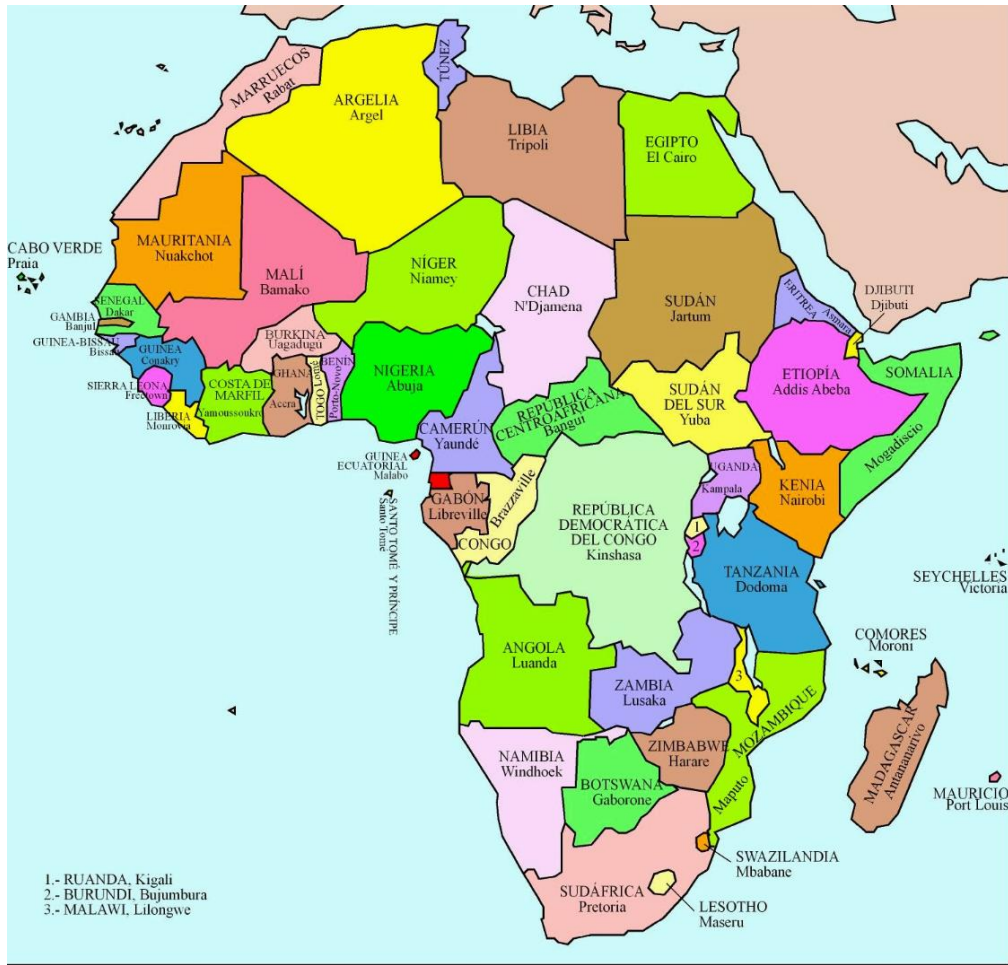 MARRUECOS
Rabat
ARGELIA
Argel
TÚNEZ
LIBIA
Trípoli
EGIPTO
El Cairo
CABO VERDE
Praia
MAURITANIA
Nuakchot
MALÍ
Bamako
NÍGER
Niamey
CHAD
N'Djamena
SUDÁN
Jartum
ERITREA
Asmara
DJIBUTI
Djibuti
SENEGAL
Dakar
GAMBIA
Banjul
GUINEA-BISSAU
Bissau
GUINEA
Conakry
SIERRA LEONA
Freetown
LIBERIA
Monrovia
COSTA DE
MARFIL
Yamoussoukro
BURKINA
Uagadugu
GHANA
Accra
TOGO Lomé
BENÍN
Porto-Novo
NIGERIA
Abuja
CAMERÚN
Yaundé
REPÚBLICA
CENTROAFRICANA
Bangui
SUDÁN
DEL SUR
Yuba
ETIOPÍA
Addis Abeba
SOMALIA
Mogadiscio
GUINEA
ECUATORIAL
Malabo
SANTO TOMÉ Y PRÍNCIPE
Santo Tomé
GABÓN
Libreville
CONGO
Brazzaville
REPÚBLICA
DEMOCRÁTICA
DEL CONGO
Kinshasa
UGANDA
Kampala
KENIA
Nairobi
1
2
TANZANIA
Dodoma
SEYCHELLES
Victoria
COMORES
Moroni
ANGOLA
Luanda
ZAMBIA
Lusaka
3
MOZAMBIQUE
Maputo
MADAGASCAR
Antananarivo
MAURICIO
Port Louis
NAMIBIA
Windhoek
BOTSWANA
Gaborone
ZIMBABWE
Harare
SWAZILANDIA
Mbabane
SUDÁFRICA
Pretoria
LESOTHO
Maseru
1.- RUANDA, Kigali
2.- BURUNDI, Bujumbura
3.- MALAWI, Lilongwe